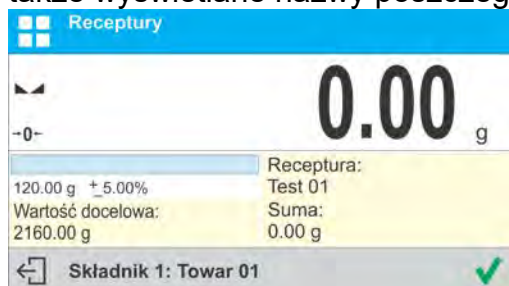 Receptury
0.00 g
→0←
120.00 g ±5.00%
Wartość docelowa:
2160.00 g
Receptura:
Test 01
Suma:
0.00 g
Składnik 1: Towar 01